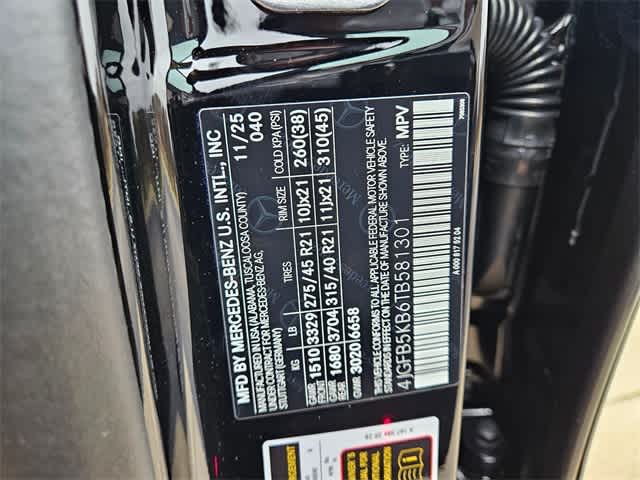 MFD BY MERCEDES-BENZ U.S. INTL., INC
MANUFACTURED IN USA/ALABAMA, TUSCALOOSA COUNTY
UNDER CONTRACT FOR MERCEDES-BENZ AG,
STUTTGART (GERMANY)
11/25
040
KG LB TIRES RIM SIZE COLD KPA (PSI)
GAWR FRONT 1510 3329 275/45 R21 10Jx21 260(38)
GAWR REAR 1680 3704 315/40 R21 11Jx21 310(45)
GVWR 3020 6658
THIS VEHICLE CONFORMS TO ALL APPLICABLE FEDERAL MOTOR VEHICLE SAFETY
STANDARDS IN EFFECT ON THE DATE OF MANUFACTURE SHOWN ABOVE.
4JGFB5KB6TB581301 TYPE: MPV
A 000 817 92 04